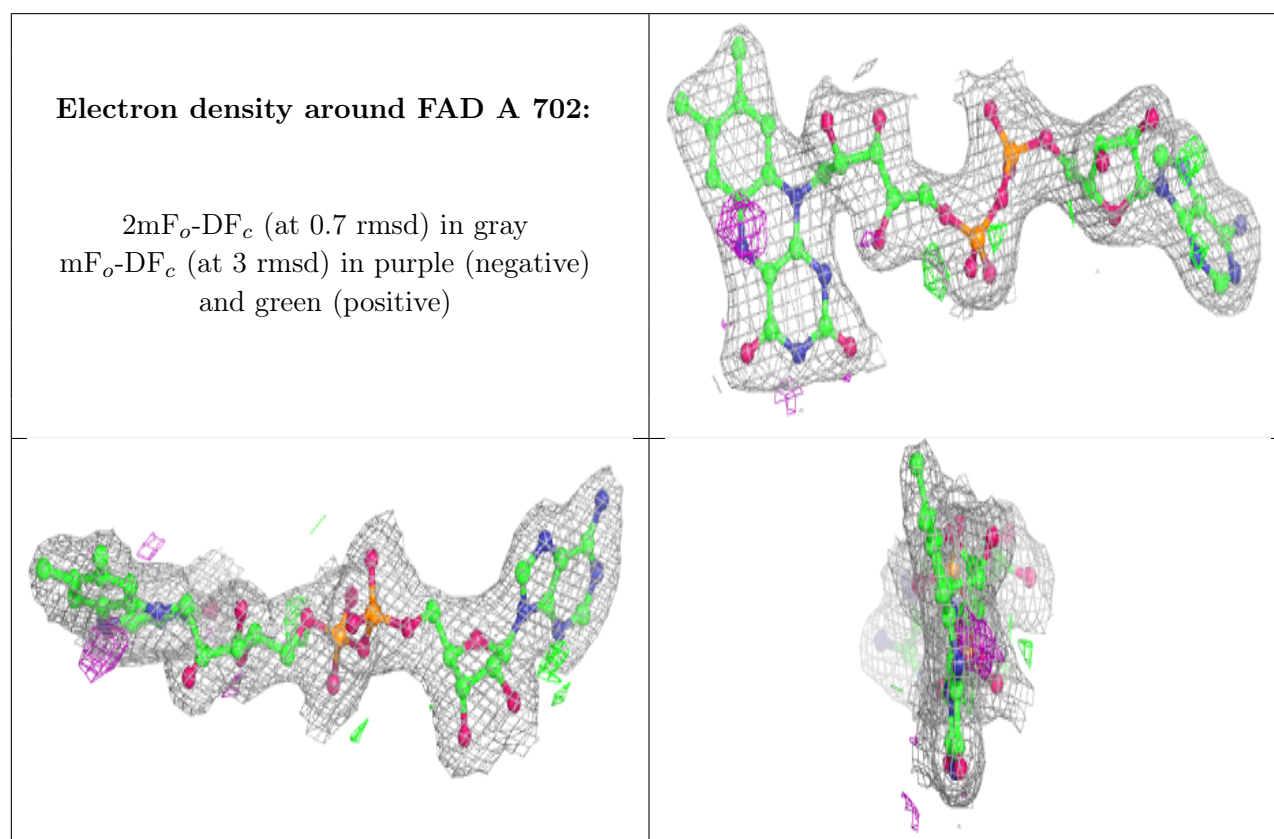 Electron density around FAD A 702:
2mFo-DFc (at 0.7 rmsd) in gray
mFo-DFc (at 3 rmsd) in purple (negative)
and green (positive)